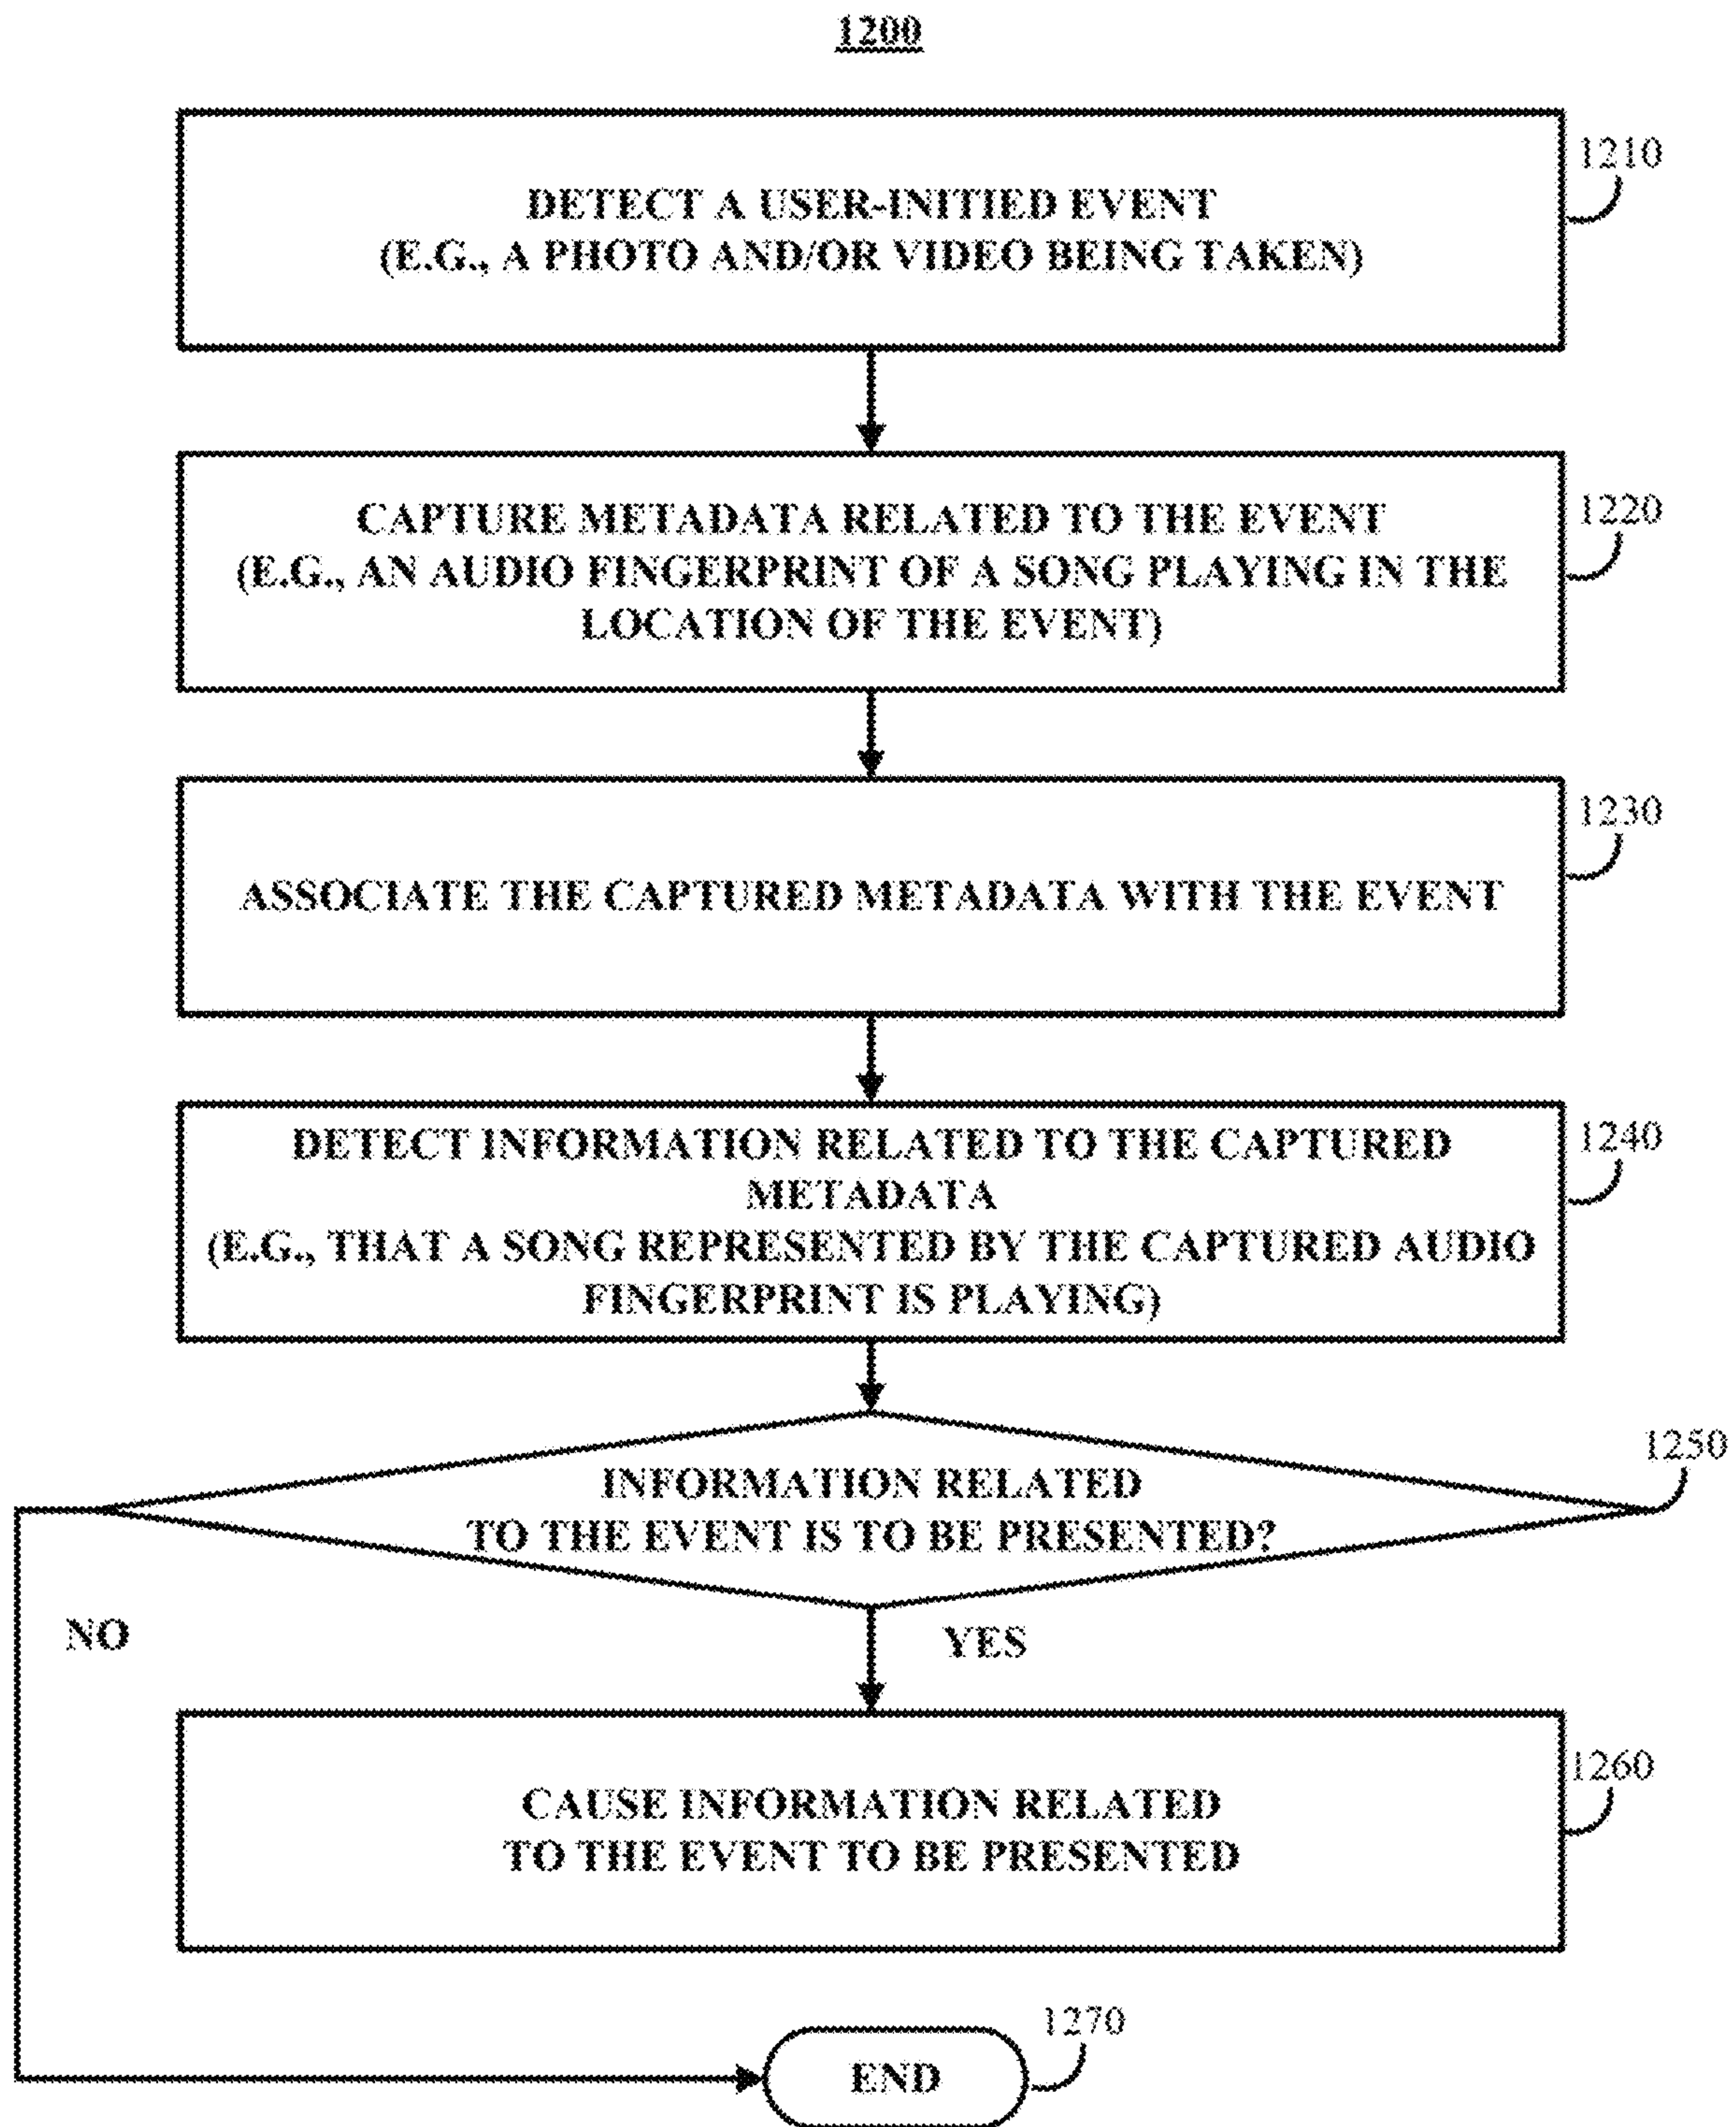 1200
DETECT A USER-INITIED EVENT
(E.G., A PHOTO AND/OR VIDEO BEING TAKEN)
1210
CAPTURE METADATA RELATED TO THE EVENT
(E.G., AN AUDIO FINGERPRINT OF A SONG PLAYING IN THE
LOCATION OF THE EVENT)
1220
ASSOCIATE THE CAPTURED METADATA WITH THE EVENT
1230
DETECT INFORMATION RELATED TO THE CAPTURED
METADATA
(E.G., THAT A SONG REPRESENTED BY THE CAPTURED AUDIO
FINGERPRINT IS PLAYING)
1240
INFORMATION RELATED
TO THE EVENT IS TO BE PRESENTED?
1250
NO
YES
CAUSE INFORMATION RELATED
TO THE EVENT TO BE PRESENTED
1260
END
1270